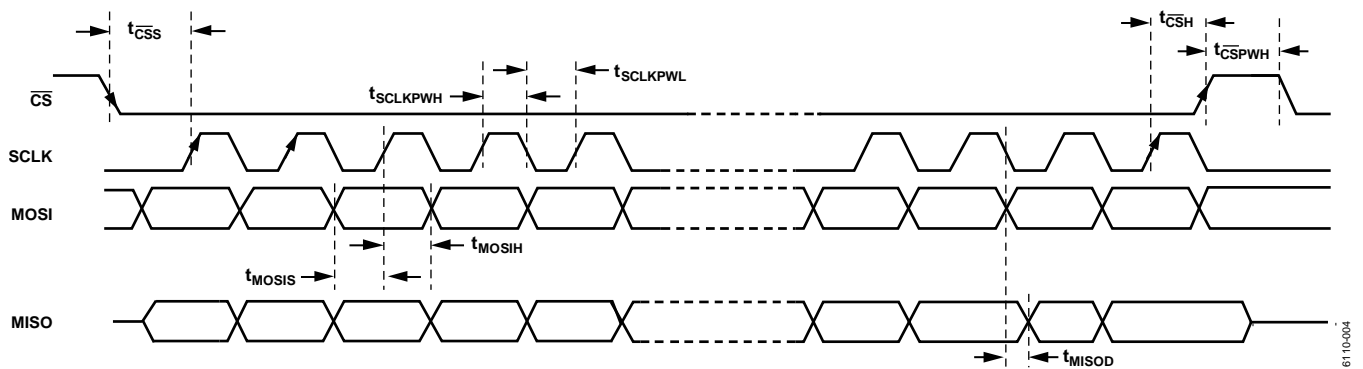 t_CSS
t_CSH
t_CSPWH
t_SCLKPWL
t_SCLKPWH
CS
SCLK
MOSI
t_MOSIH
t_MOSIS
MISO
t_MISOD
6110-004